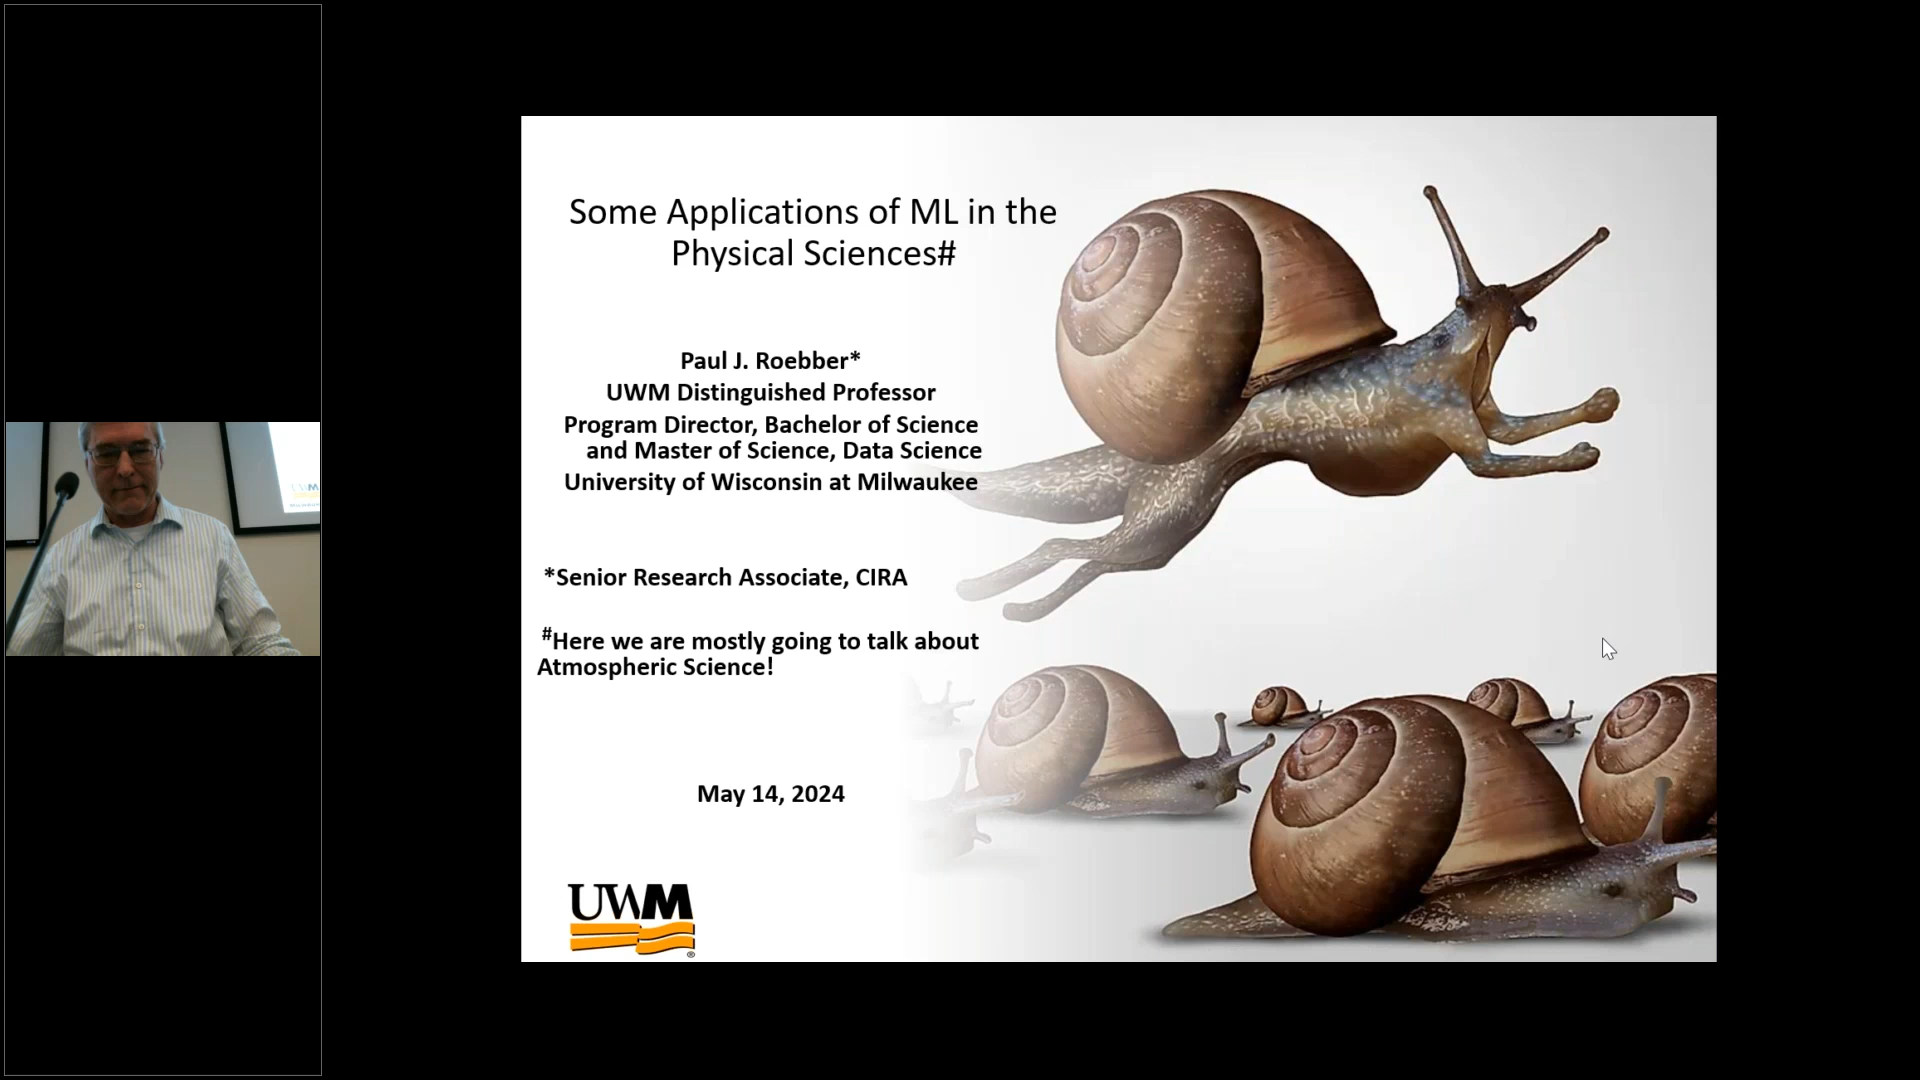 Some Applications of ML in the
Physical Sciences#
Paul J. Roebber*
UWM Distinguished Professor
Program Director, Bachelor of Science
and Master of Science, Data Science
University of Wisconsin at Milwaukee
*Senior Research Associate, CIRA
#Here we are mostly going to talk about
Atmospheric Science!
May 14, 2024
UWM
®